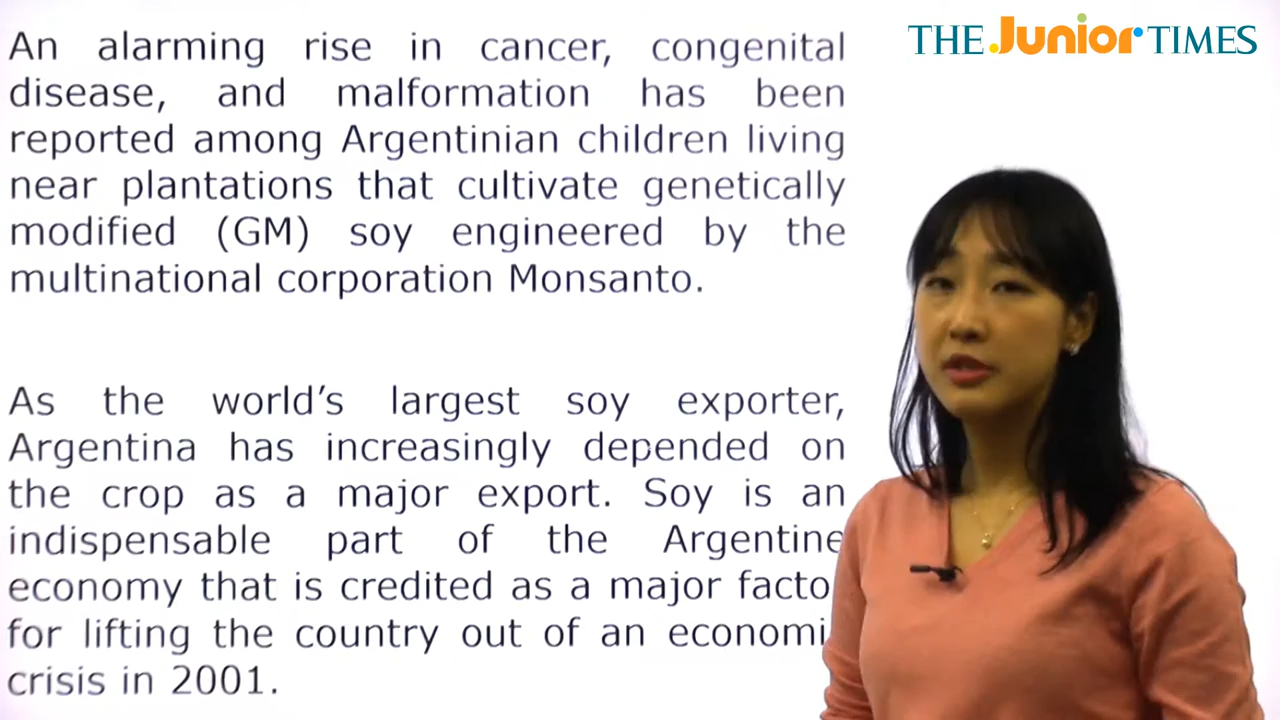 An alarming rise in cancer, congenital
disease, and malformation has been
reported among Argentinian children living
near plantations that cultivate genetically
modified (GM) soy engineered by the
multinational corporation Monsanto.
As the world's largest soy exporter,
Argentina has increasingly depended on
the crop as a major export. Soy is an
indispensable part of the Argentine
economy that is credited as a major facto
for lifting the country out of an economi
crisis in 2001.
THE Junior TIMES